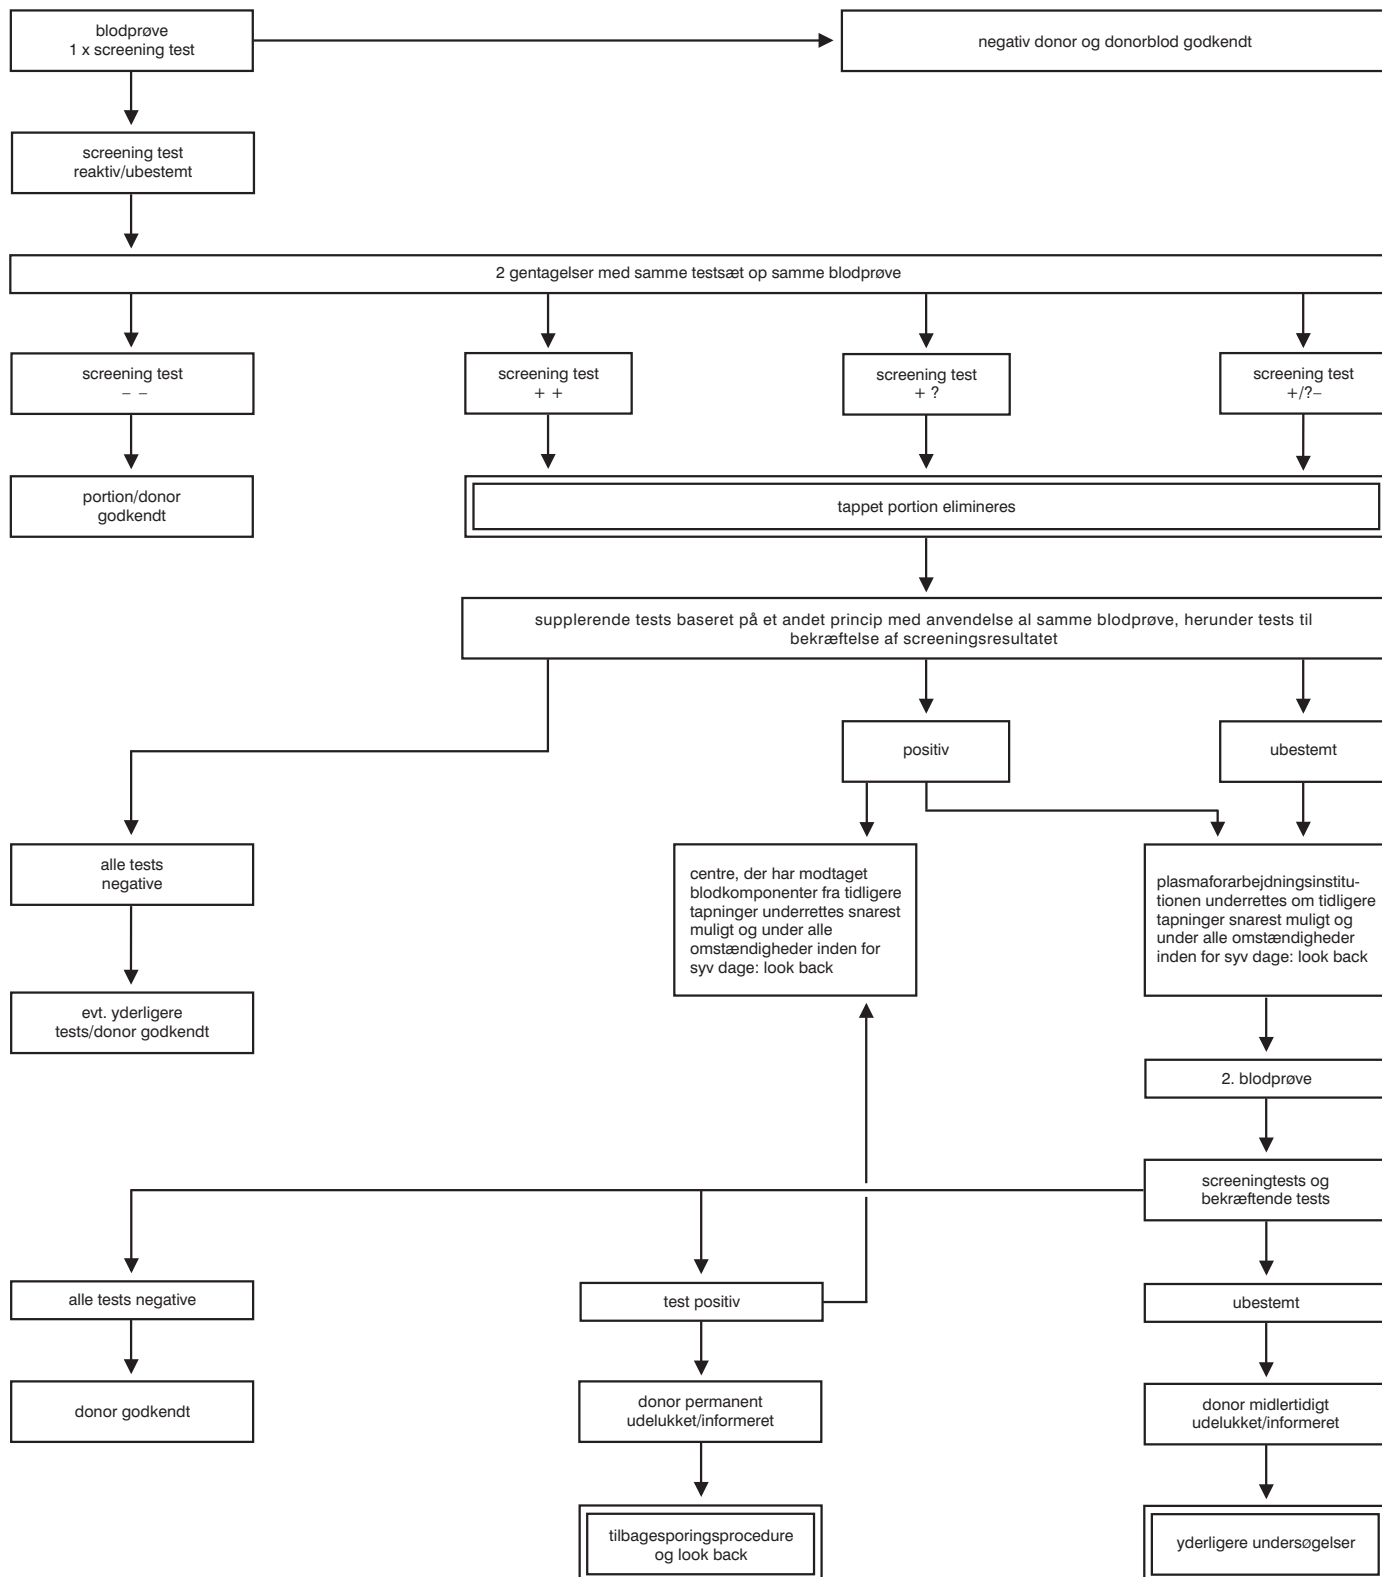 blodprøve
1 x screening test
negativ donor og donorblod godkendt
screening test
reaktiv/ubestemt
2 gentagelser med samme testsæt op samme blodprøve
screening test
– –
screening test
+ +
screening test
+ ?
screening test
+/?–
portion/donor
godkendt
tappet portion elimineres
supplerende tests baseret på et andet princip med anvendelse al samme blodprøve, herunder tests til
bekræftelse af screeningsresultatet
positiv
ubestemt
alle tests
negative
centre, der har modtaget
blodkomponenter fra tidligere
tapninger underrettes snarest
muligt og under alle
omstændigheder inden for
syv dage: look back
plasmaforarbejdningsinstitu-
tionen underrettes om tidligere
tapninger snarest muligt og
under alle omstændigheder
inden for syv dage: look back
evt. yderligere
tests/donor godkendt
2. blodprøve
screeningtests og
bekræftende tests
alle tests negative
test positiv
ubestemt
donor godkendt
donor permanent
udelukket/informeret
donor midlertidigt
udelukket/informeret
tilbagesporingsprocedure
og look back
yderligere undersøgelser